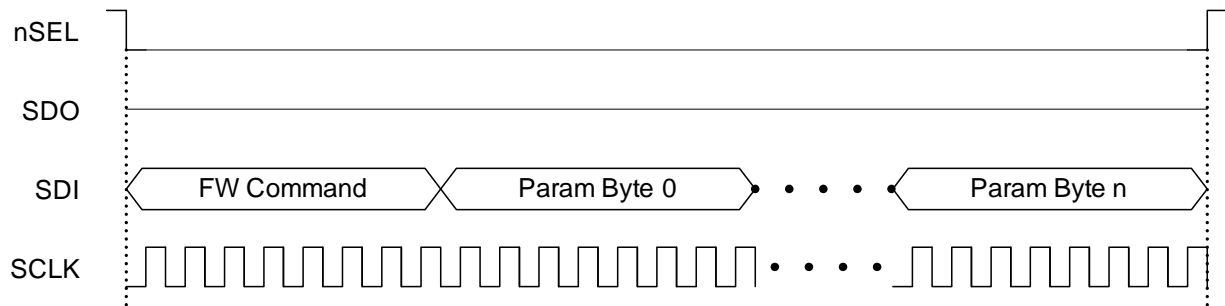 nSEL
SDO
SDI FW Command Param Byte 0 Param Byte n
SCLK